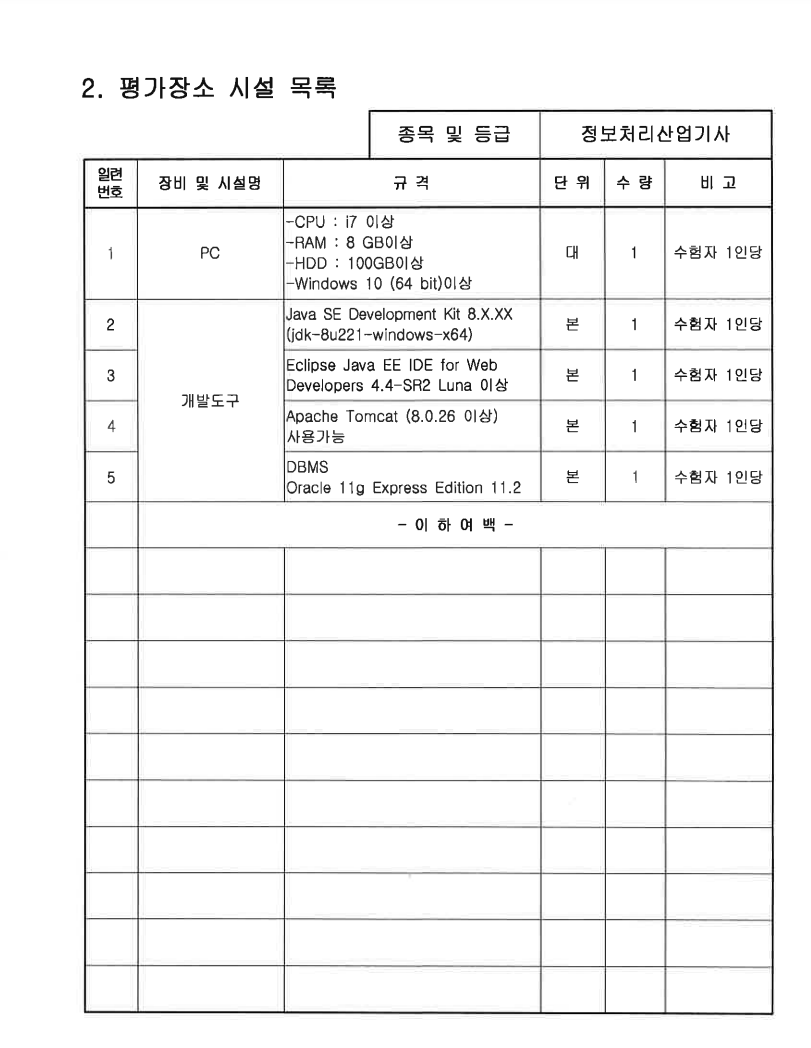 2. 평가장소 시설 목록
종목 및 등급 정보처리산업기사
일련
번호 장비 및 시설명 규 격 단 위 수 량 비 고
1 PC -CPU : i7 이상
-RAM : 8 GB이상
-HDD : 100GB이상
-Windows 10 (64 bit)이상 대 1 수험자 1인당
2 Java SE Development Kit 8.X.XX
(jdk-8u221-windows-x64) 본 1 수험자 1인당
3 Eclipse Java EE IDE for Web
Developers 4.4-SR2 Luna 이상 본 1 수험자 1인당
개발도구
4 Apache Tomcat (8.0.26 이상)
사용가능 본 1 수험자 1인당
5 DBMS
Oracle 11g Express Edition 11.2 본 1 수험자 1인당
- 이 하 여 백 -